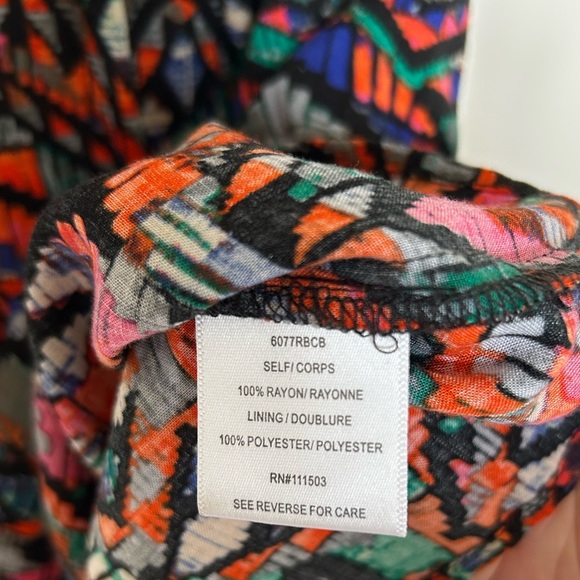 6077RBCB
SELF/ CORPS
100% RAYON/ RAYONNE
LINING / DOUBLURE
100% POLYESTER/ POLYESTER
RN#111503
SEE REVERSE FOR CARE